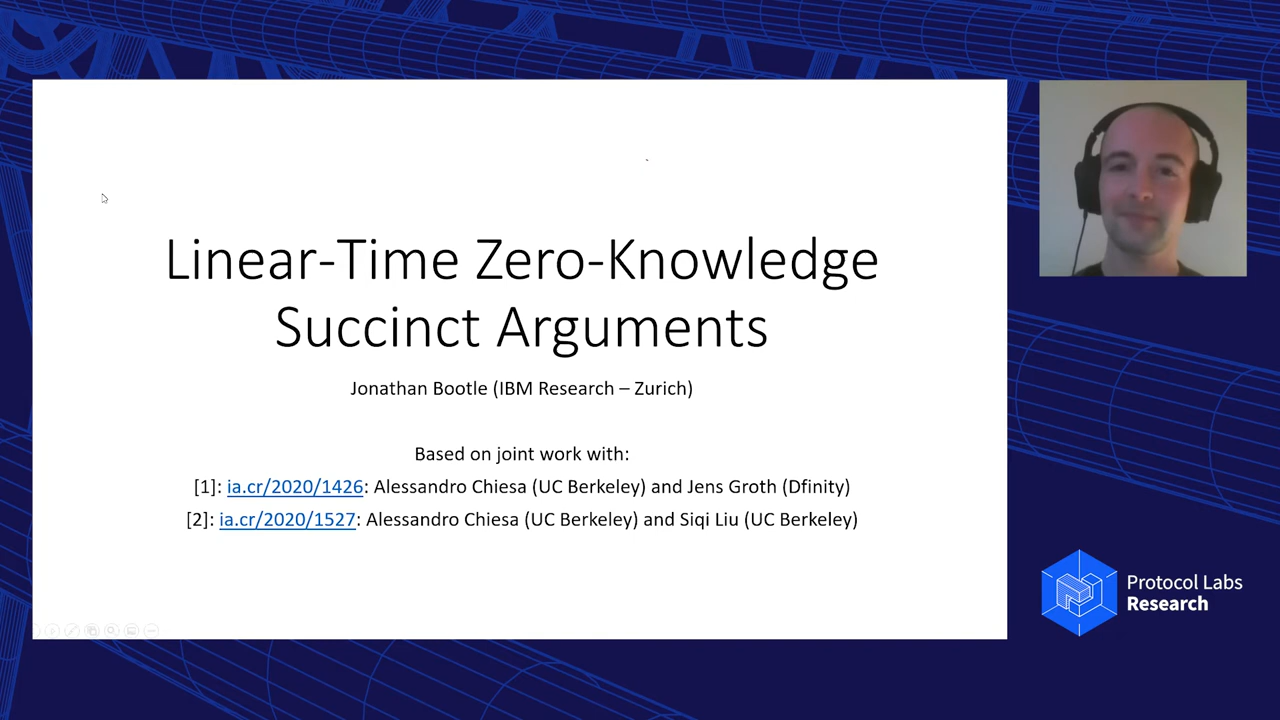 Linear-Time Zero-Knowledge
Succinct Arguments
Jonathan Bootle (IBM Research – Zurich)
Based on joint work with:
[1]: ia.cr/2020/1426: Alessandro Chiesa (UC Berkeley) and Jens Groth (Dfinity)
[2]: ia.cr/2020/1527: Alessandro Chiesa (UC Berkeley) and Siqi Liu (UC Berkeley)
Protocol Labs
Research